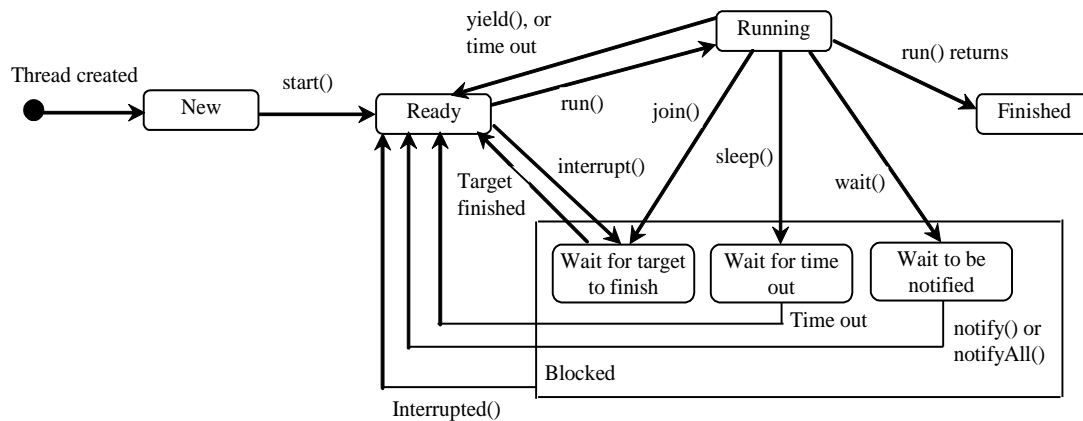 yield(), or
time out
Running
run() returns
Thread created
start()
New
Ready
run()
join()
Finished
interrupt()
sleep()
Target
finished
wait()
Wait for target
to finish
Wait for time
out
Wait to be
notified
Time out
notify() or
notifyAll()
Blocked
Interrupted()